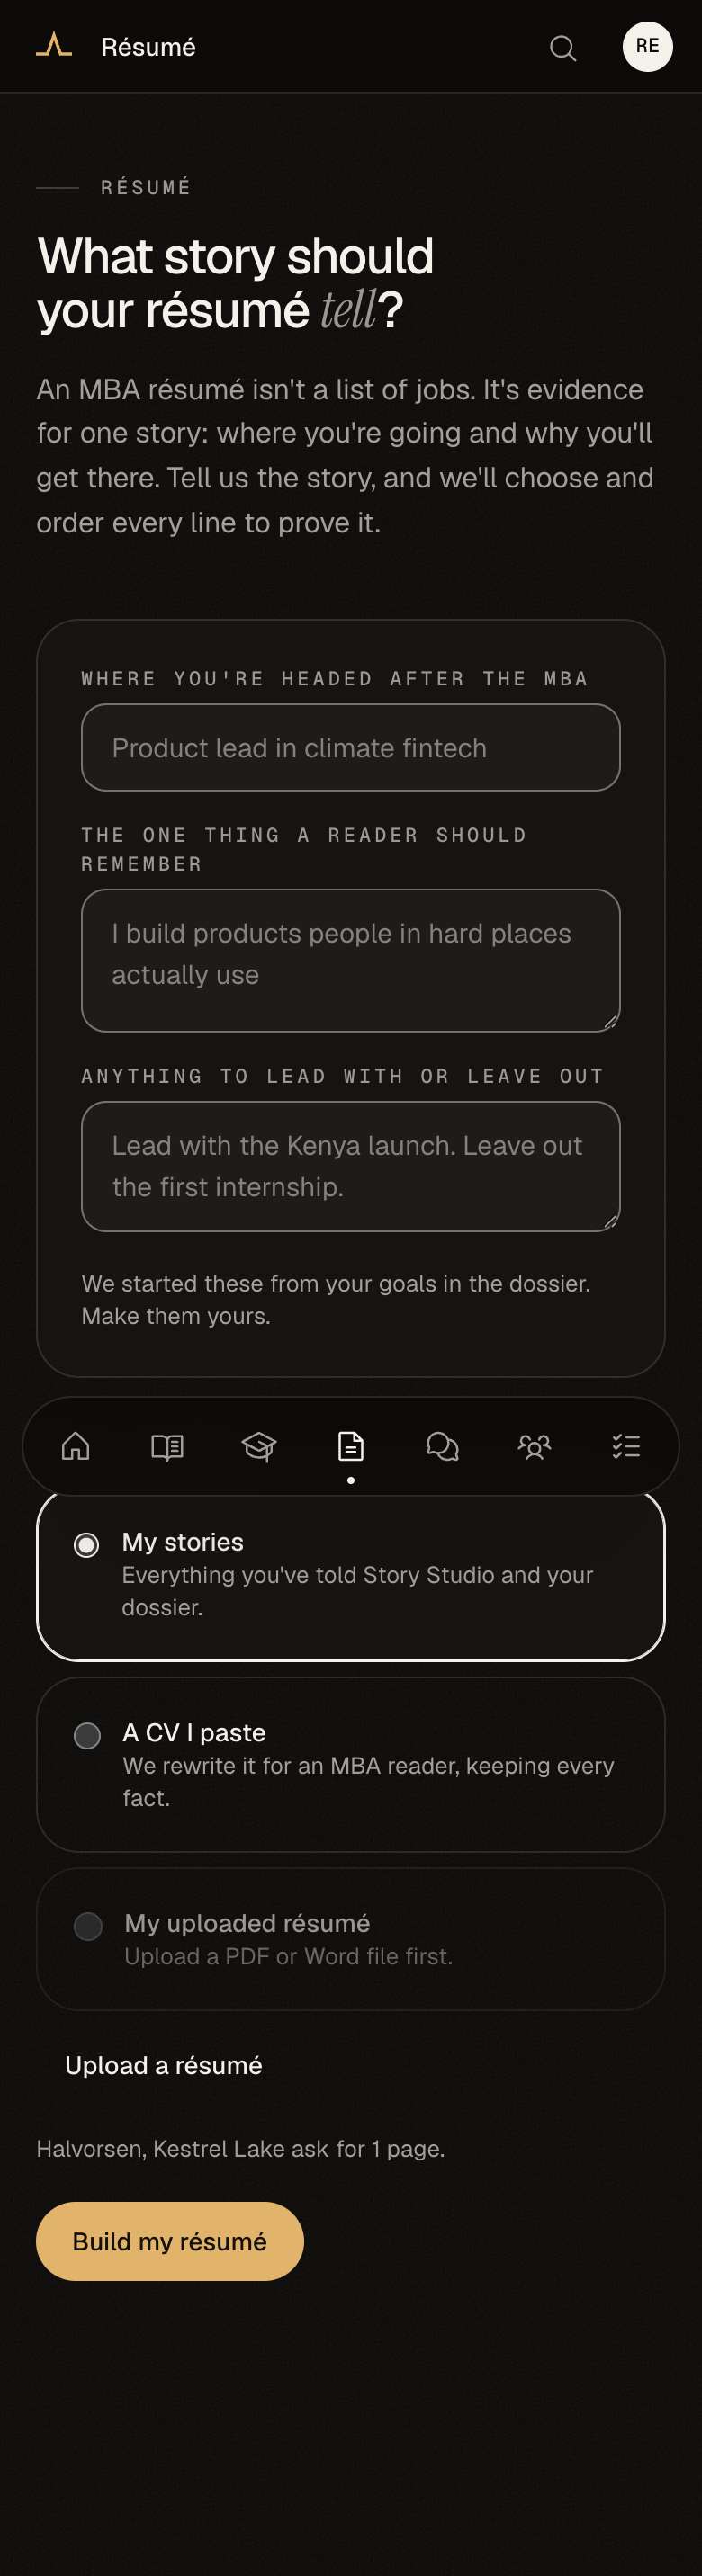 Résumé
RE
RÉSUMÉ
What story should
your résumé tell?
An MBA résumé isn't a list of jobs. It's evidence
for one story: where you're going and why you'll
get there. Tell us the story, and we'll choose and
order every line to prove it.
WHERE YOU'RE HEADED AFTER THE MBA
Product lead in climate fintech
THE ONE THING A READER SHOULD
REMEMBER
I build products people in hard places
actually use
ANYTHING TO LEAD WITH OR LEAVE OUT
Lead with the Kenya launch. Leave out
the first internship.
We started these from your goals in the dossier.
Make them yours.
My stories
Everything you've told Story Studio and your
dossier.
A CV I paste
We rewrite it for an MBA reader, keeping every
fact.
My uploaded résumé
Upload a PDF or Word file first.
Upload a résumé
Halvorsen, Kestrel Lake ask for 1 page.
Build my résumé